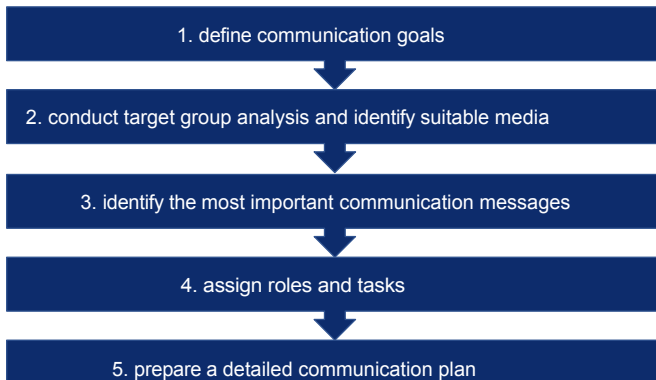 1. define communication goals
2. conduct target group analysis and identify suitable media
3. identify the most important communication messages
4. assign roles and tasks
5. prepare a detailed communication plan